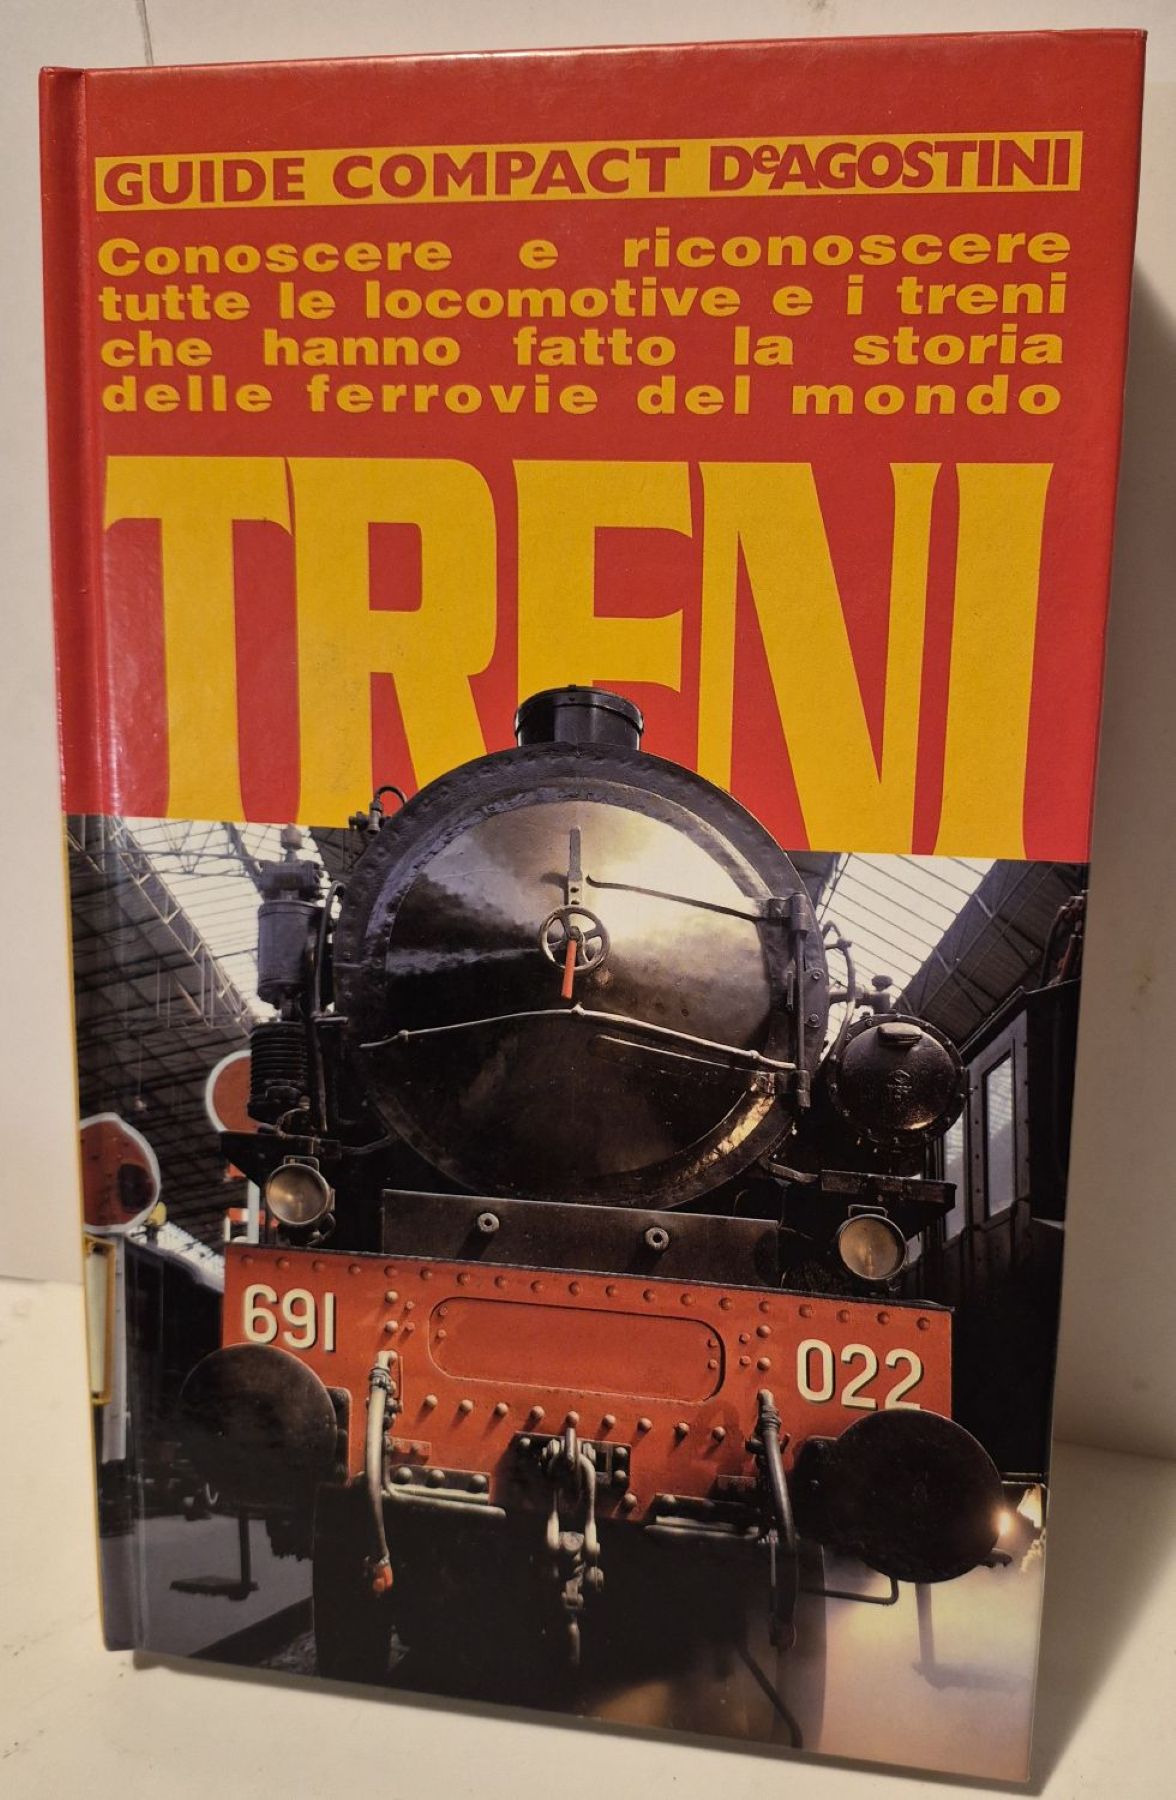 GUIDE COMPACT DeAGOSTINI
Conoscere e riconoscere
tutte le locomotive e i treni
che hanno fatto la storia
delle ferrovie del mondo
TRENI
691 022